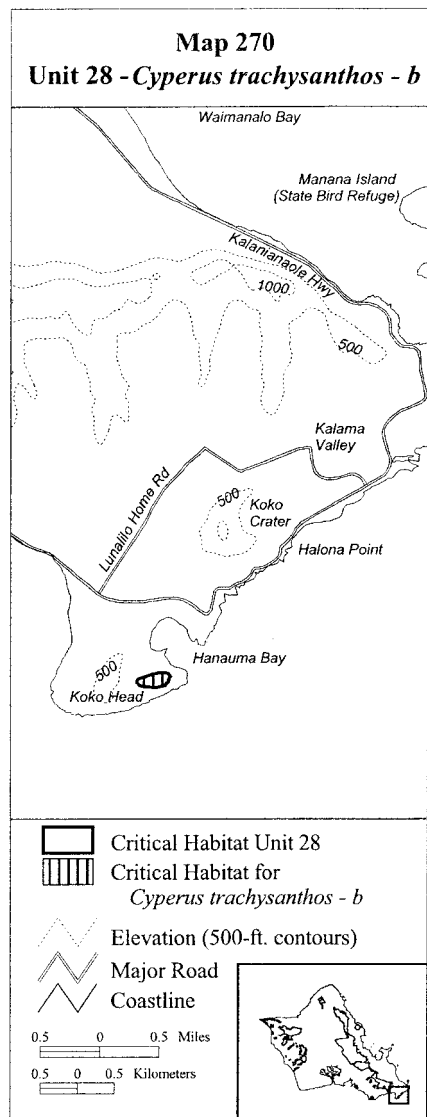 Map 270
Unit 28 - Cyperus trachysanthos - b
Waimanalo Bay
Manana Island
(State Bird Refuge)
Kalanianaole Hwy
1000
500
Kalama
Valley
Lunalilo Home Rd
500
Koko
Crater
Halona Point
Hanauma Bay
500
Koko Head
Critical Habitat Unit 28
Critical Habitat for
Cyperus trachysanthos - b
Elevation (500-ft. contours)
Major Road
Coastline
0.5 0 0.5 Miles
0.5 0 0.5 Kilometers